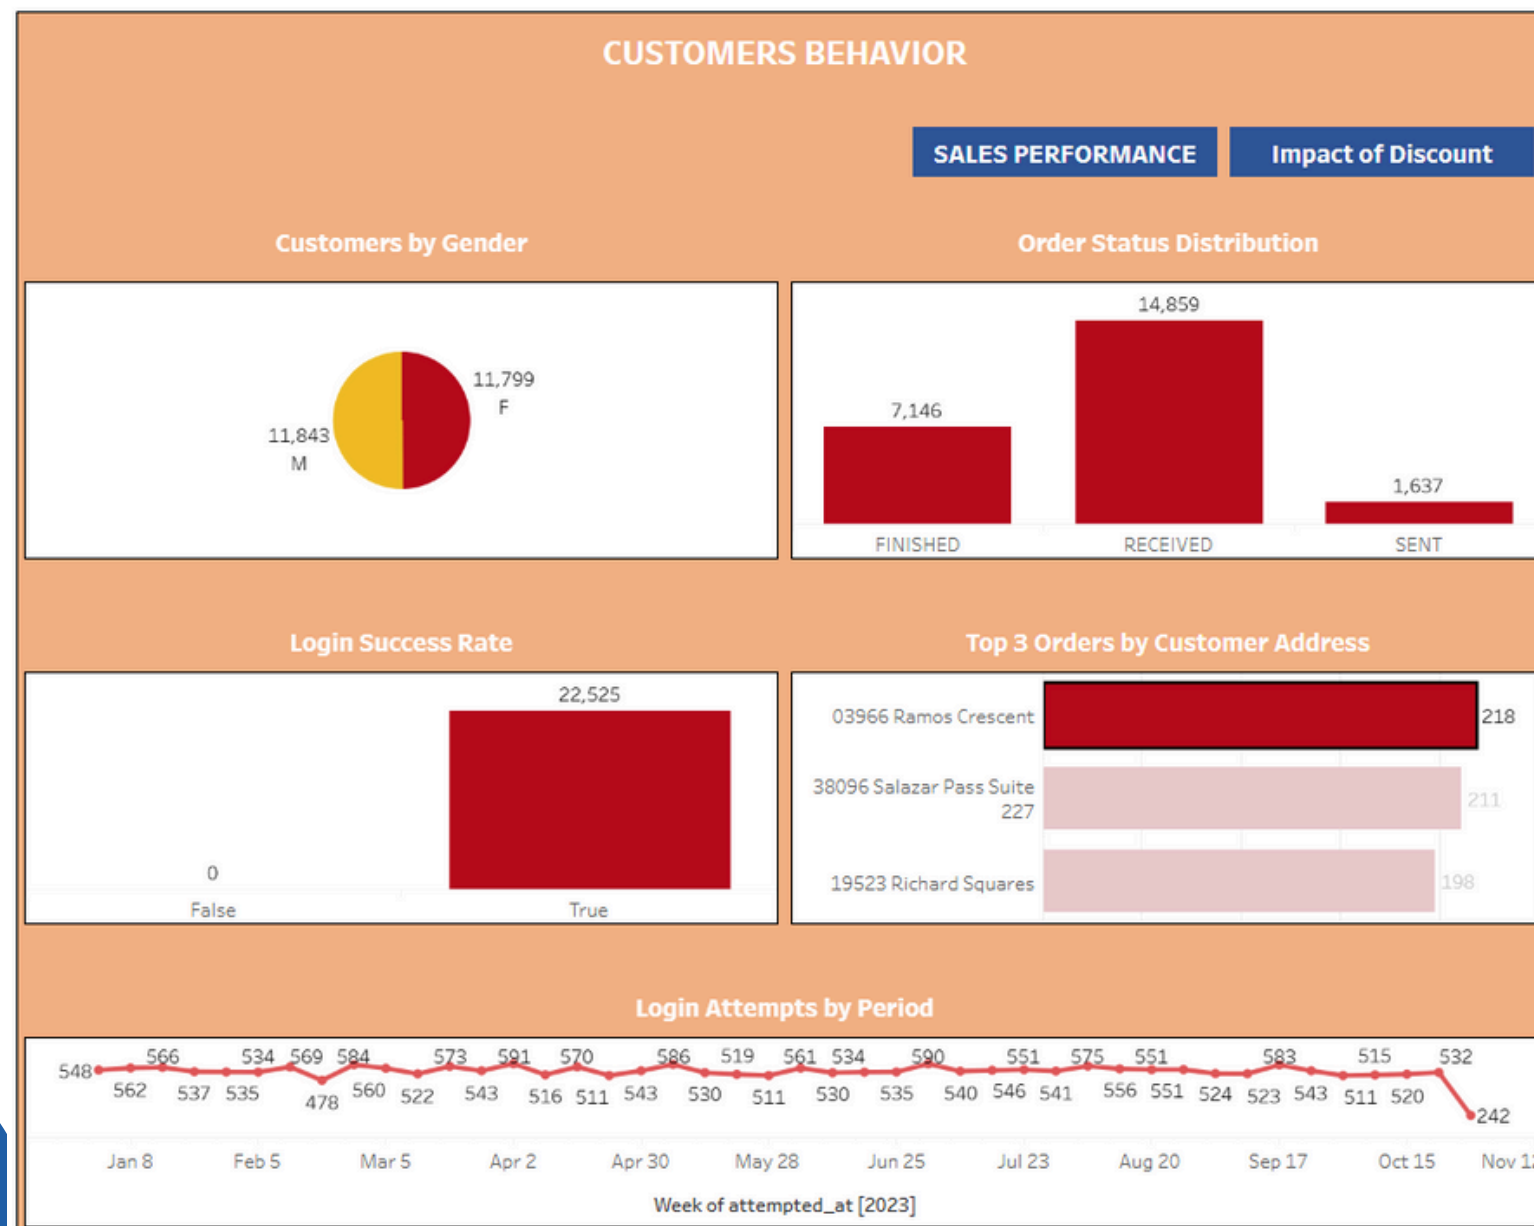 CUSTOMERS BEHAVIOR
SALES PERFORMANCE
Impact of Discount
Customers by Gender
Order Status Distribution
11,799
F
11,843
M
14,859
7,146
1,637
FINISHED
RECEIVED
SENT
Login Success Rate
Top 3 Orders by Customer Address
22,525
0
False
True
03966 Ramos Crescent
218
38096 Salazar Pass Suite
227
211
19523 Richard Squares
198
Login Attempts by Period
548 566 534 569 584 573 591 570 586 519 561 534 590 551 575 551 583 515 532
562 537 535 478 560 522 543 516 511 543 530 511 530 535 540 546 541 556 551 524 523 543 511 520 242
Jan 8 Feb 5 Mar 5 Apr 2 Apr 30 May 28 Jun 25 Jul 23 Aug 20 Sep 17 Oct 15 Nov
Week of attempted_at [2023]